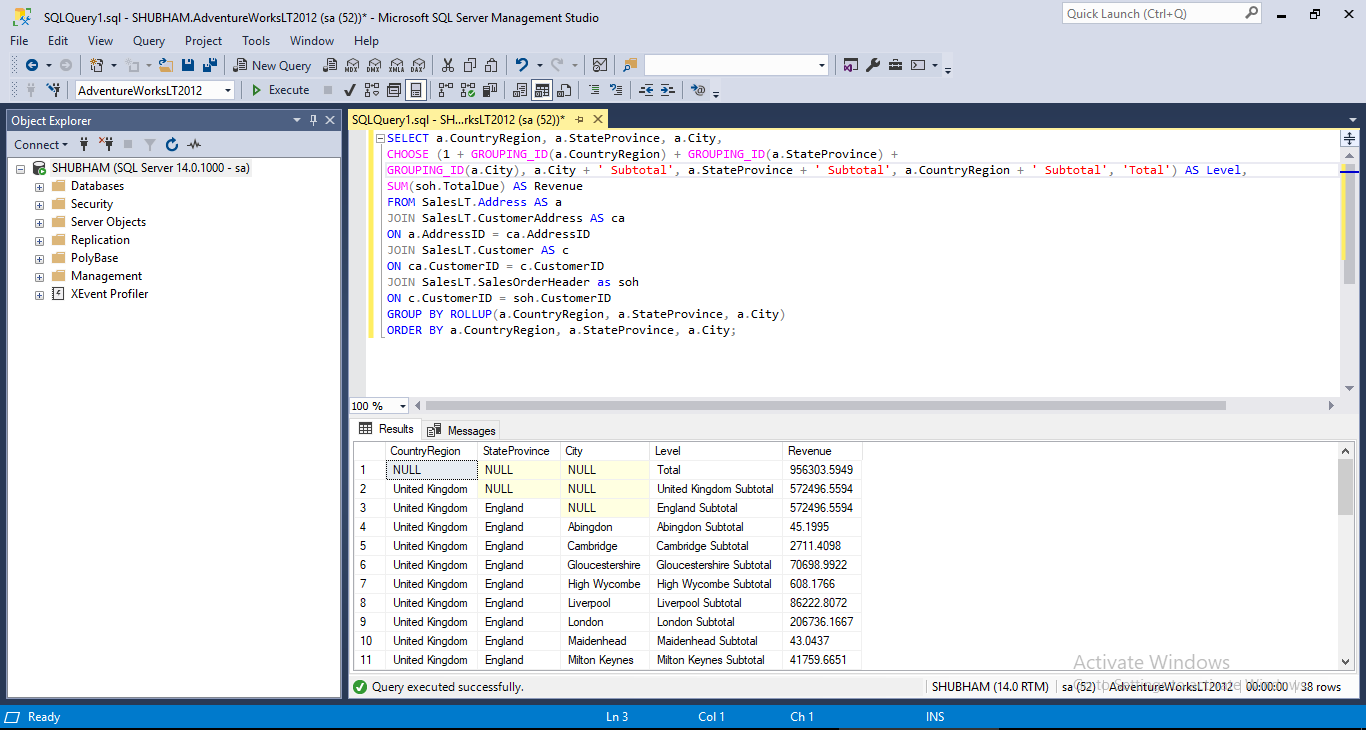 SQLQuery1.sql - SHUBHAM.AdventureWorksLT2012 (sa (52))* - Microsoft SQL Server Management Studio
Quick Launch (Ctrl+Q)
File Edit View Query Project Tools Window Help
New Query MDX DMX XMLA DAX
AdventureWorksLT2012 Execute
Object Explorer
Connect
SHUBHAM (SQL Server 14.0.1000 - sa)
Databases
Security
Server Objects
Replication
PolyBase
Management
XEvent Profiler
SQLQuery1.sql - SH...rksLT2012 (sa (52))*
SELECT a.CountryRegion, a.StateProvince, a.City,
CHOOSE (1 + GROUPING_ID(a.CountryRegion) + GROUPING_ID(a.StateProvince) +
GROUPING_ID(a.City), a.City + ' Subtotal', a.StateProvince + ' Subtotal', a.CountryRegion + ' Subtotal', 'Total') AS Level,
SUM(soh.TotalDue) AS Revenue
FROM SalesLT.Address AS a
JOIN SalesLT.CustomerAddress AS ca
ON a.AddressID = ca.AddressID
JOIN SalesLT.Customer AS c
ON ca.CustomerID = c.CustomerID
JOIN SalesLT.SalesOrderHeader as soh
ON c.CustomerID = soh.CustomerID
GROUP BY ROLLUP(a.CountryRegion, a.StateProvince, a.City)
ORDER BY a.CountryRegion, a.StateProvince, a.City;
100 %
Results Messages
CountryRegion StateProvince City Level Revenue
1 NULL NULL NULL Total 956303.5949
2 United Kingdom NULL NULL United Kingdom Subtotal 572496.5594
3 United Kingdom England NULL England Subtotal 572496.5594
4 United Kingdom England Abingdon Abingdon Subtotal 45.1995
5 United Kingdom England Cambridge Cambridge Subtotal 2711.4098
6 United Kingdom England Gloucestershire Gloucestershire Subtotal 70698.9922
7 United Kingdom England High Wycombe High Wycombe Subtotal 608.1766
8 United Kingdom England Liverpool Liverpool Subtotal 86222.8072
9 United Kingdom England London London Subtotal 206736.1667
10 United Kingdom England Maidenhead Maidenhead Subtotal 43.0437
11 United Kingdom England Milton Keynes Milton Keynes Subtotal 41759.6651
Activate Windows
Go to Settings to activate Windows.
Query executed successfully.
SHUBHAM (14.0 RTM) sa (52) AdventureWorksLT2012 00:00:00 38 rows
Ready Ln 3 Col 1 Ch 1 INS